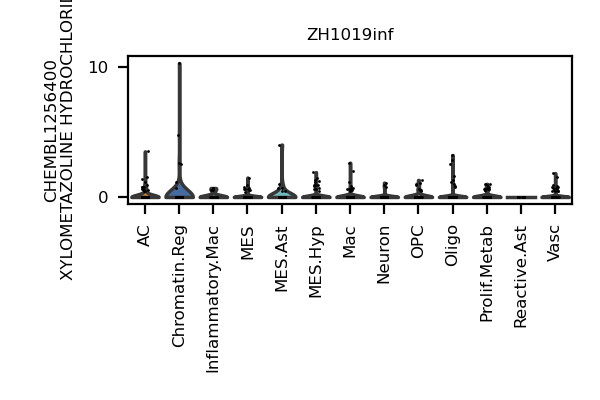 ZH1019inf
CHEMBL1256400
XYLOMETAZOLINE
10
0
AC
Chromatin.Reg
Inflammatory.Mac
MES
MES.Ast
MES.Hyp
Mac
Neuron
OPC
Oligo
Prolif.Metab
Reactive.Ast
Vasc